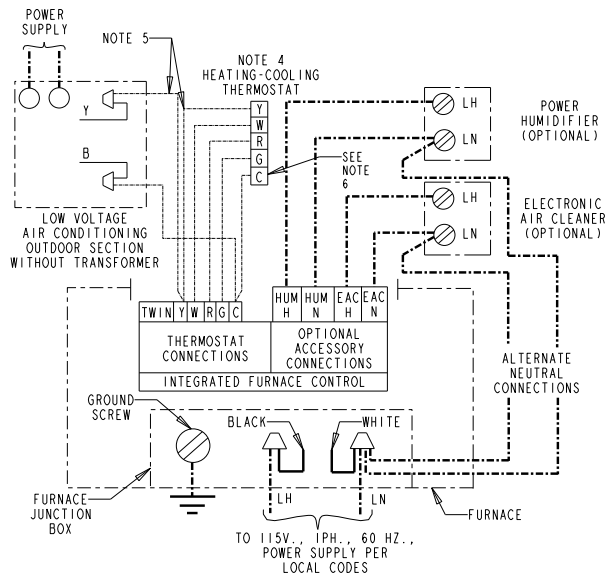 POWER
SUPPLY
NOTE 5
NOTE 4
HEATING-COOLING
THERMOSTAT
Y
W
R
G
C
SEE
NOTE
6
Y
B
LOW VOLTAGE
AIR CONDITIONING
OUTDOOR SECTION
WITHOUT TRANSFORMER
LH
LN
POWER
HUMIDIFIER
(OPTIONAL)
LH
LN
ELECTRONIC
AIR CLEANER
(OPTIONAL)
TWIN Y W R G C
HUM H
HUM N
EAC H
EAC N
THERMOSTAT
CONNECTIONS
OPTIONAL
ACCESSORY
CONNECTIONS
INTEGRATED FURNACE CONTROL
ALTERNATE
NEUTRAL
CONNECTIONS
GROUND
SCREW
BLACK
WHITE
FURNACE
JUNCTION
BOX
LH
LN
FURNACE
TO 115V., 1PH., 60 HZ.,
POWER SUPPLY PER
LOCAL CODES